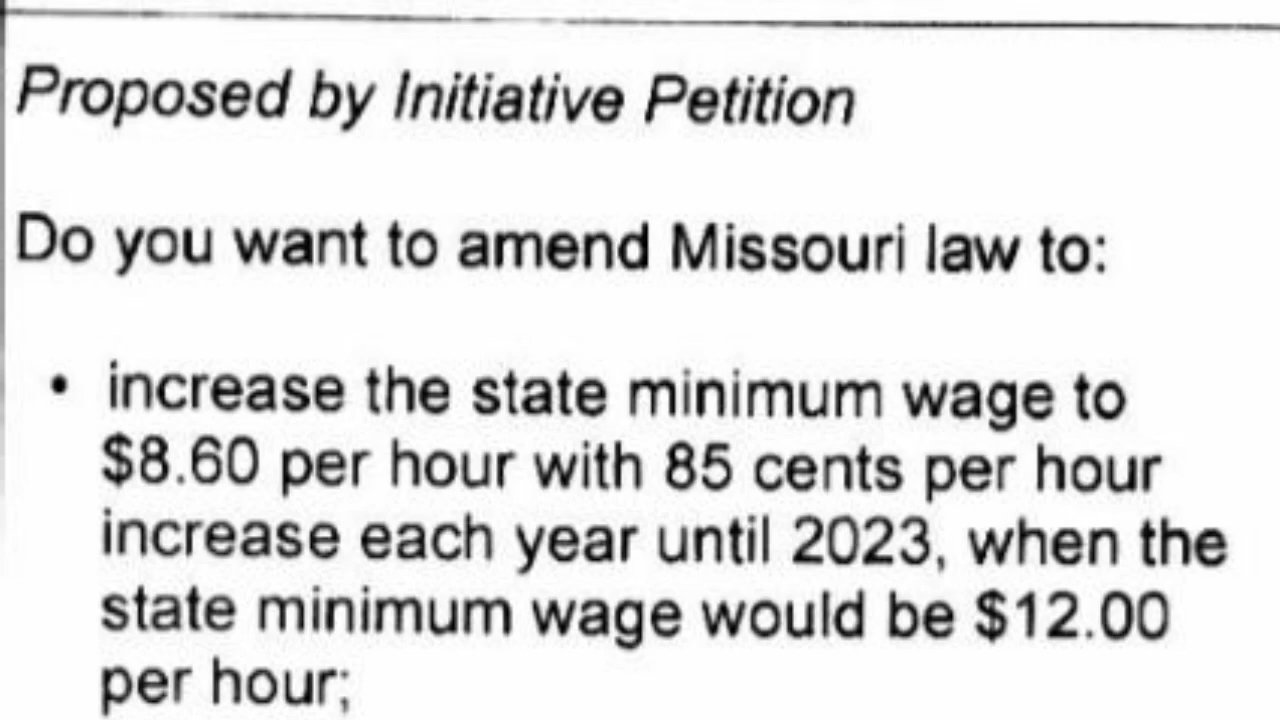 Proposed by Initiative Petition
Do you want to amend Missouri law to:
• increase the state minimum wage to
$8.60 per hour with 85 cents per hour
increase each year until 2023, when the
state minimum wage would be $12.00
per hour;